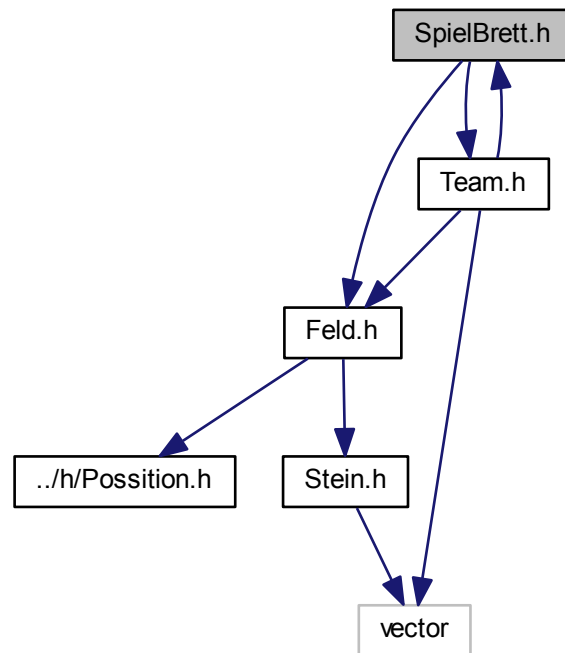 SpielBrett.h
Team.h
Feld.h
../h/Possition.h
Stein.h
vector